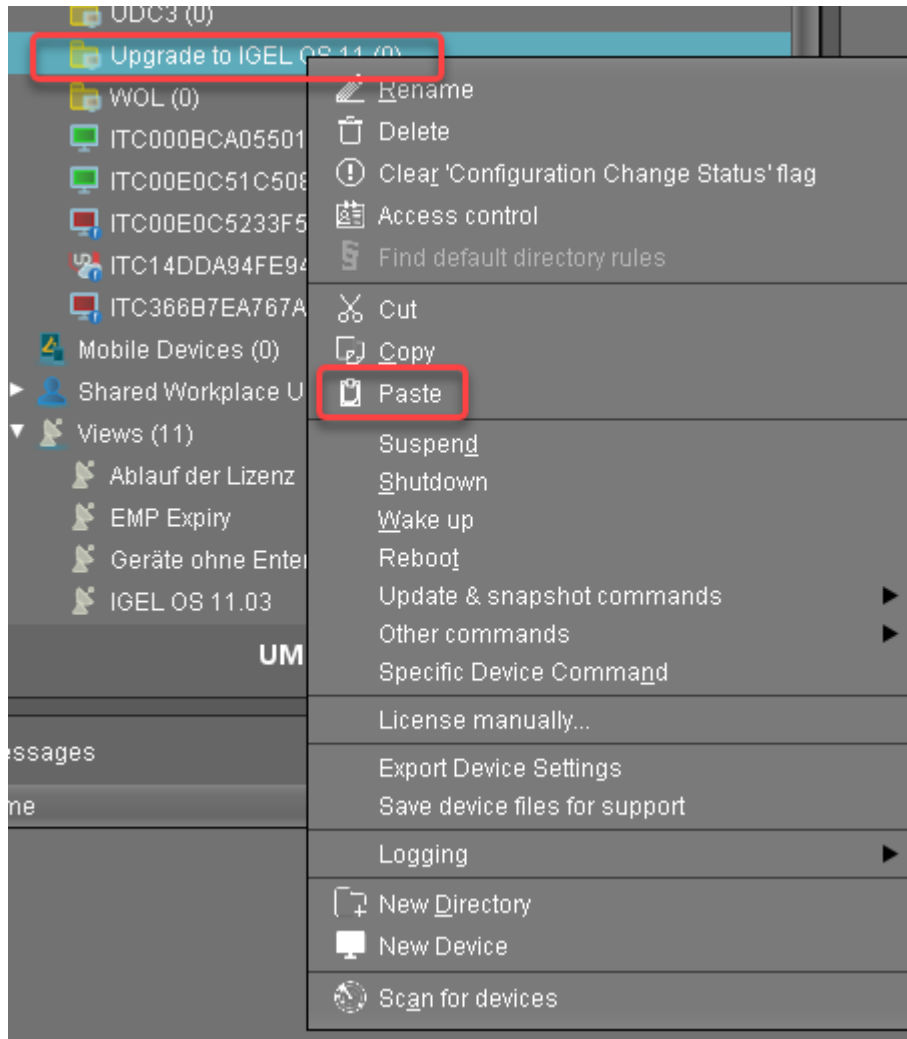 UDC3 (0)
Upgrade to IGEL OS 11 (0)
WOL (0)
ITC000BCA05501
ITC00E0C51C508
ITC00E0C5233F5
ITC14DDA94FE94
ITC366B7EA767A
Mobile Devices (0)
Shared Workplace U
Views (11)
Ablauf der Lizenz
EMP Expiry
Geräte ohne Enter
IGEL OS 11.03
UM
essages
me
Rename
Delete
Clear 'Configuration Change Status' flag
Access control
Find default directory rules
Cut
Copy
Paste
Suspend
Shutdown
Wake up
Reboot
Update & snapshot commands
Other commands
Specific Device Command
License manually...
Export Device Settings
Save device files for support
Logging
New Directory
New Device
Scan for devices